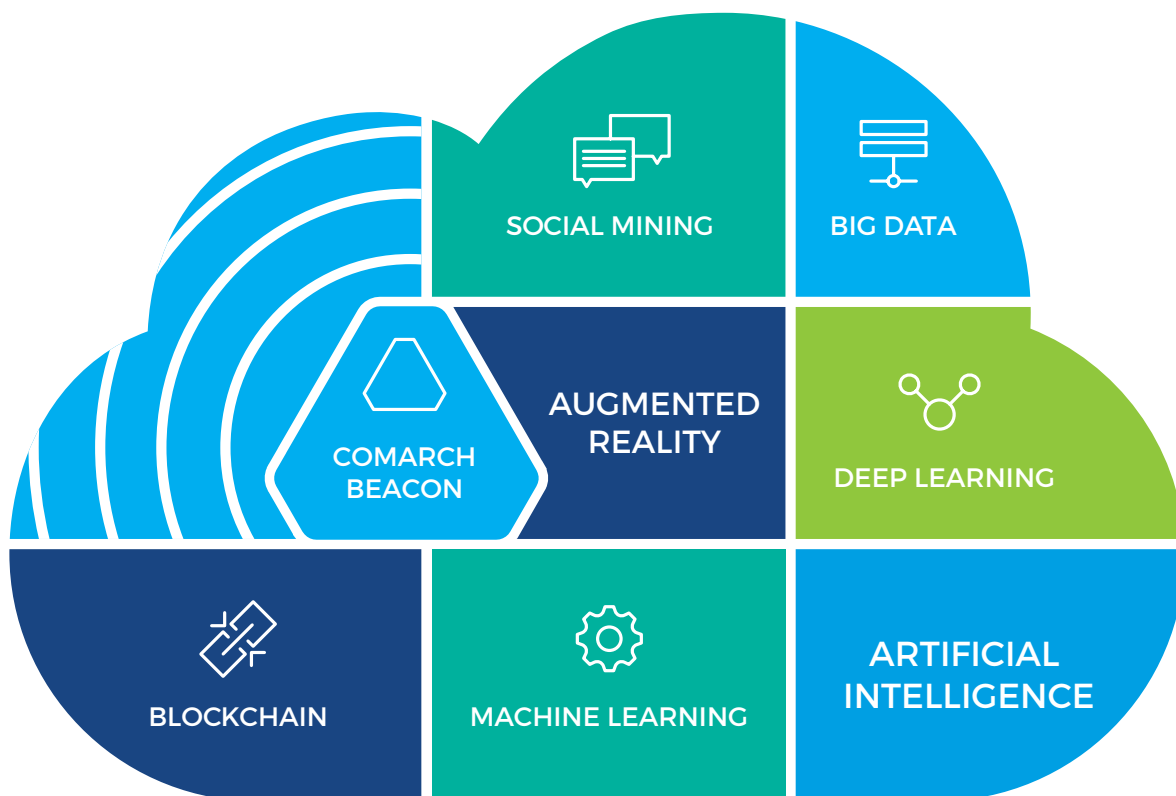 SOCIAL MINING
BIG DATA
COMARCH
BEACON
AUGMENTED
REALITY
DEEP LEARNING
BLOCKCHAIN
MACHINE LEARNING
ARTIFICIAL
INTELLIGENCE